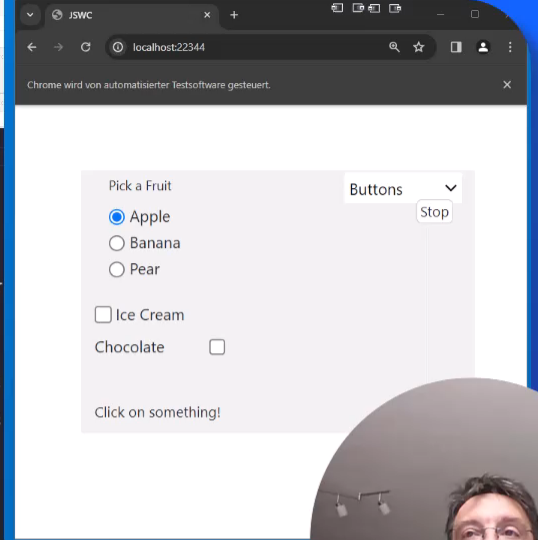 JSWC
localhost:22344
Chrome wird von automatisierter Testsoftware gesteuert.
Pick a Fruit
Buttons
Apple
Stop
Banana
Pear
Ice Cream
Chocolate
Click on something!